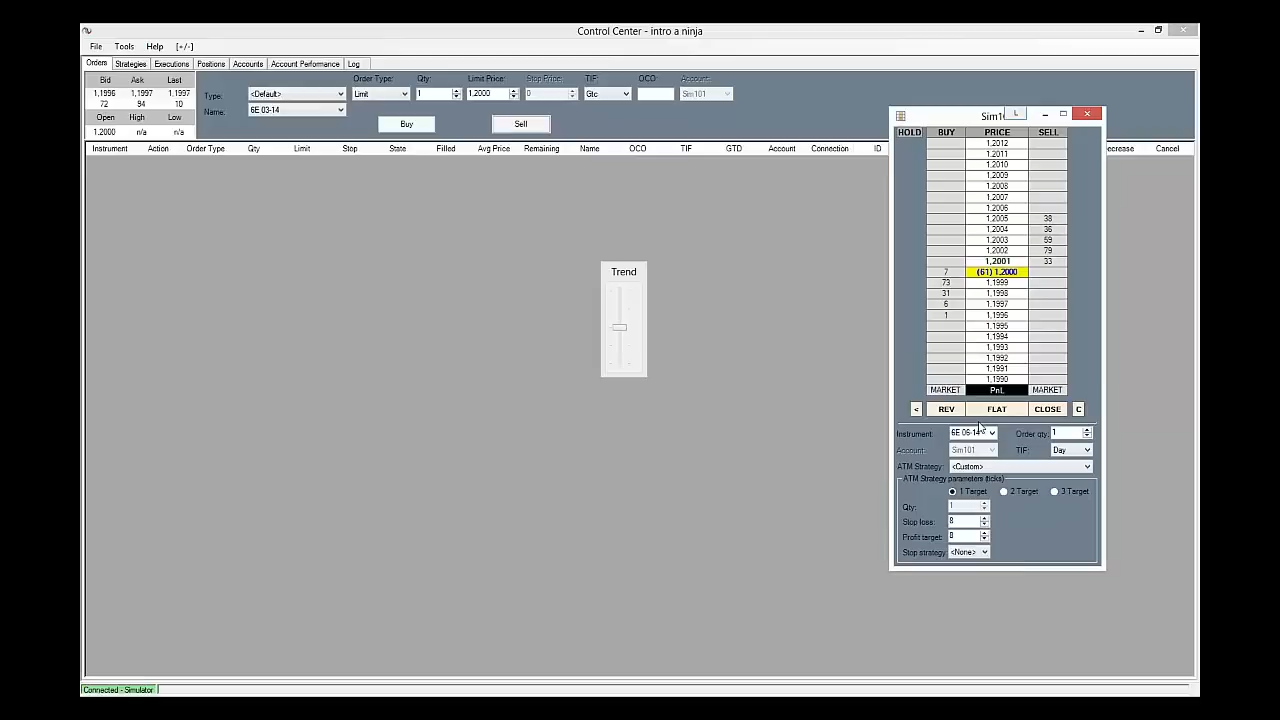 Control Center - intro a ninja
File Tools Help [+/-]
Orders Strategies Executions Positions Accounts Account Performance Log
Bid Ask Last
1,1996 1,1997 1,1997
72 94 10
Open High Low
1.2000 n/a n/a
Type: <Default>
Name: 6E 03-14
Order Type: Qty: Limit Price: Stop Price: TIF: OCO: Account:
Limit 1 1,2000 0 Gtc Sim101
Buy Sell
Instrument Action Order Type Qty Limit Stop State Filled Avg Price Remaining Name OCO TIF GTD Account Connection ID ecrease Cancel
Trend
Sim1
HOLD BUY PRICE SELL
1,2012
1,2011
1,2010
1,2009
1,2008
1,2007
1,2006
1,2005 38
1,2004 36
1,2003 59
1,2002 79
1,2001 33
7 (61) 1,2000
73 1,1999
31 1,1998
6 1,1997
1 1,1996
1,1995
1,1994
1,1993
1,1992
1,1991
1,1990
MARKET PnL MARKET
< REV FLAT CLOSE C
Instrument: 6E 06-14 Order qty: 1
Account: Sim101 TIF: Day
ATM Strategy: <Custom>
ATM Strategy parameters (ticks)
1 Target 2 Target 3 Target
Qty: 1
Stop loss: 8
Profit target: 8
Stop strategy: <None>
Connected - Simulator